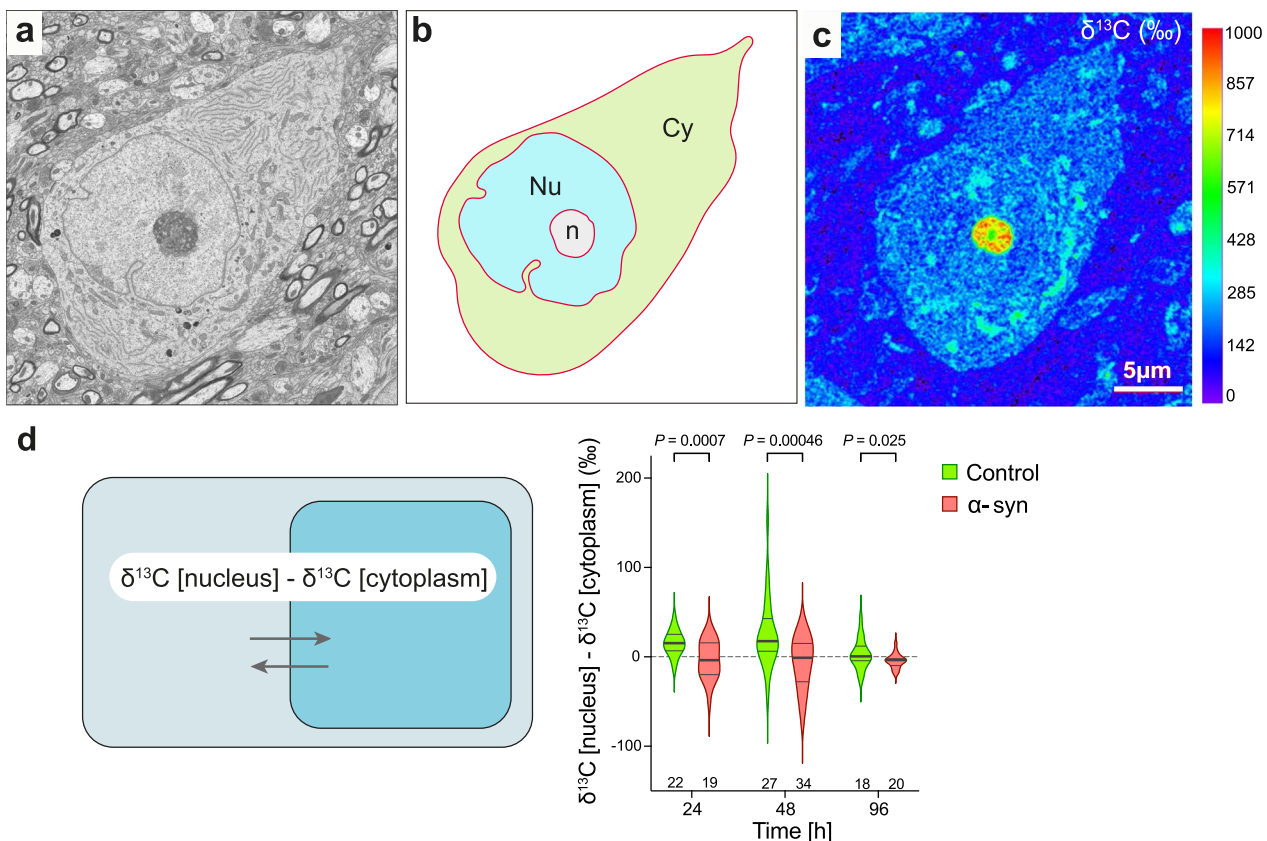 a
b
c
δ¹³C (‰)
1000
857
714
571
428
285
142
0
Cy
Nu
n
5µm
d
δ¹³C [nucleus] - δ¹³C [cytoplasm]
δ¹³C [nucleus] - δ¹³C [cytoplasm] (‰)
P = 0.0007
P = 0.00046
P = 0.025
200
100
0
-100
22
19
27
34
18
20
24
48
96
Time [h]
Control
α-syn